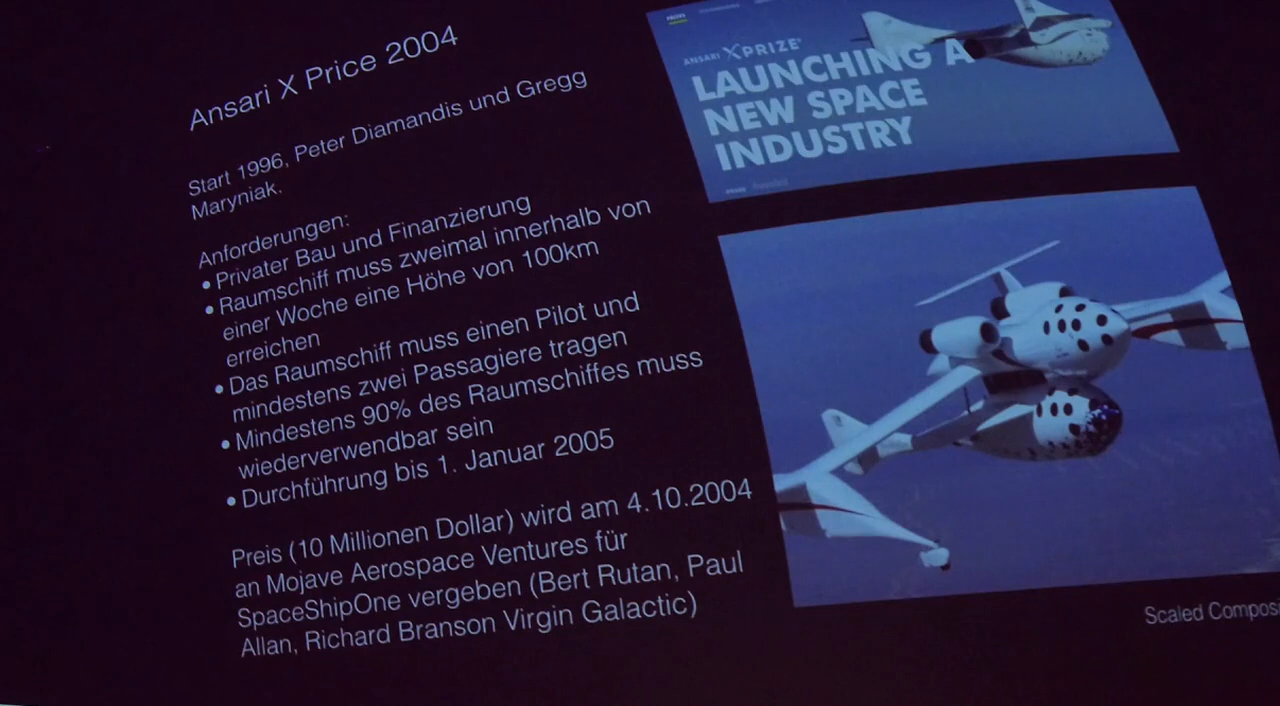 Ansari X Price 2004
Start 1996, Peter Diamandis und Gregg
Maryniak.
Anforderungen:
• Privater Bau und Finanzierung
• Raumschiff muss zweimal innerhalb von
einer Woche eine Höhe von 100km
erreichen
• Das Raumschiff muss einen Pilot und
mindestens zwei Passagiere tragen
• Mindestens 90% des Raumschiffes muss
wiederverwendbar sein
• Durchführung bis 1. Januar 2005
Preis (10 Millionen Dollar) wird am 4.10.2004
an Mojave Aerospace Ventures für
SpaceShipOne vergeben (Bert Rutan, Paul
Allan, Richard Branson Virgin Galactic)
ANSARI XPRIZE
LAUNCHING A
NEW SPACE
INDUSTRY
Scaled Composi